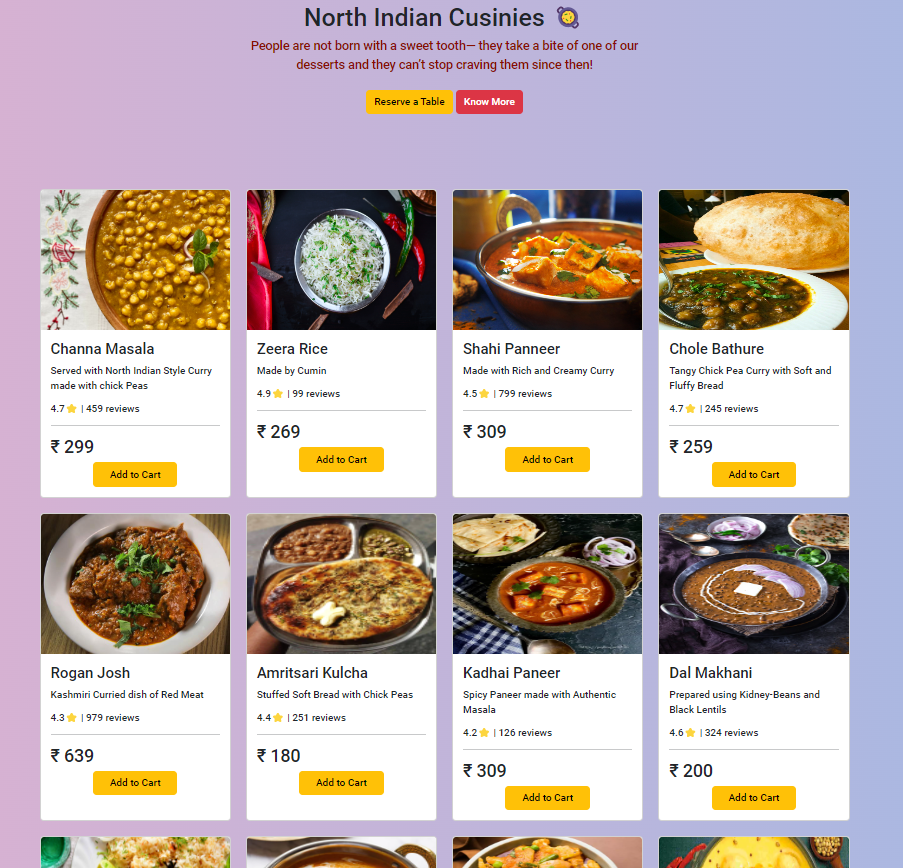 North Indian Cusinies
People are not born with a sweet tooth— they take a bite of one of our
desserts and they can't stop craving them since then!
Reserve a Table
Know More
Channa Masala
Served with North Indian Style Curry
made with chick Peas
4.7 | 459 reviews
₹ 299
Add to Cart
Zeera Rice
Made by Cumin
4.9 | 99 reviews
₹ 269
Add to Cart
Shahi Panneer
Made with Rich and Creamy Curry
4.5 | 799 reviews
₹ 309
Add to Cart
Chole Bathure
Tangy Chick Pea Curry with Soft and
Fluffy Bread
4.7 | 245 reviews
₹ 259
Add to Cart
Rogan Josh
Kashmiri Curried dish of Red Meat
4.3 | 979 reviews
₹ 639
Add to Cart
Amritsari Kulcha
Stuffed Soft Bread with Chick Peas
4.4 | 251 reviews
₹ 180
Add to Cart
Kadhai Paneer
Spicy Paneer made with Authentic
Masala
4.2 | 126 reviews
₹ 309
Add to Cart
Dal Makhani
Prepared using Kidney-Beans and
Black Lentils
4.6 | 324 reviews
₹ 200
Add to Cart